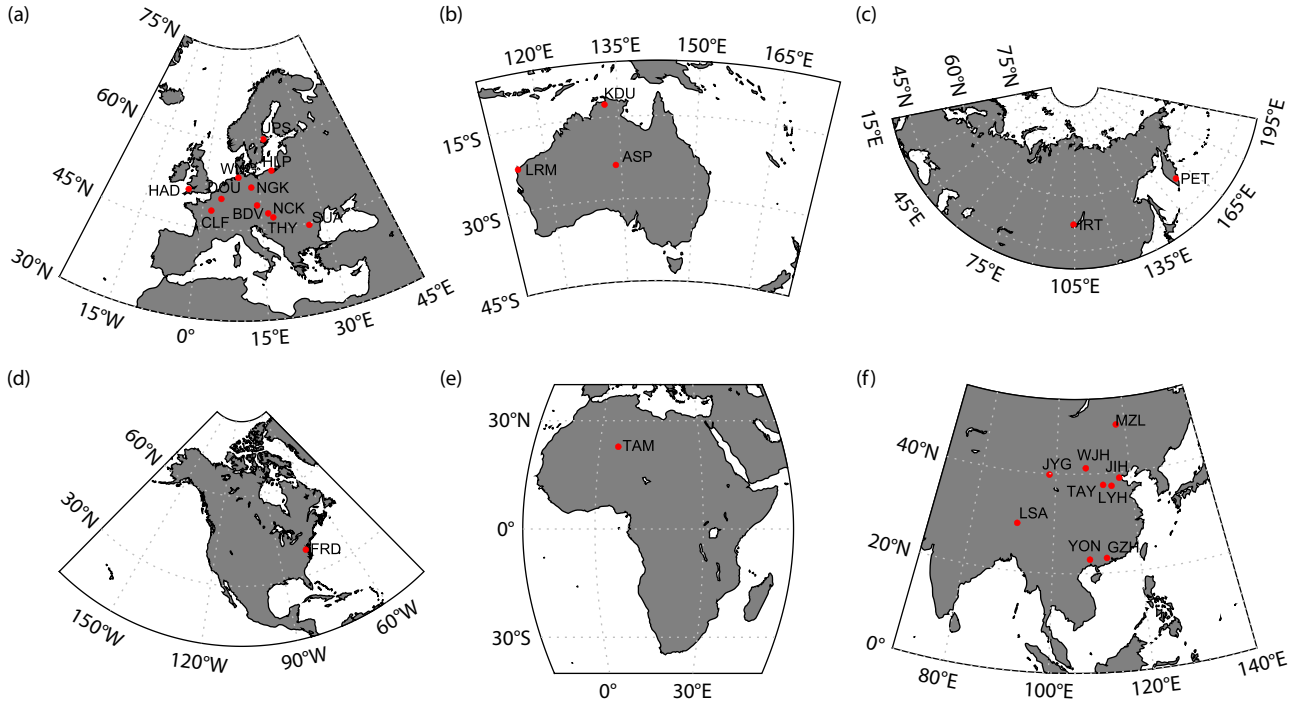 (a)
75°N
60°N
45°N
30°N
15°W
0°
15°E
30°E
45°E
UPS
HLP
HAD
DOU
NGK
CLF
BDV
NCK
THY
SUA
(b)
120°E
135°E
150°E
165°E
15°S
30°S
45°S
KDU
LRM
ASP
(c)
45°N
60°N
75°N
15°E
45°E
75°E
105°E
135°E
165°E
195°E
PET
IRT
(d)
60°N
30°N
150°W
120°W
90°W
60°W
FRD
(e)
30°N
0°
30°S
0°
30°E
TAM
(f)
40°N
20°N
0°
80°E
100°E
120°E
140°E
MZL
WJH
JYG
JIH
TAY
LYH
LSA
YON
GZH